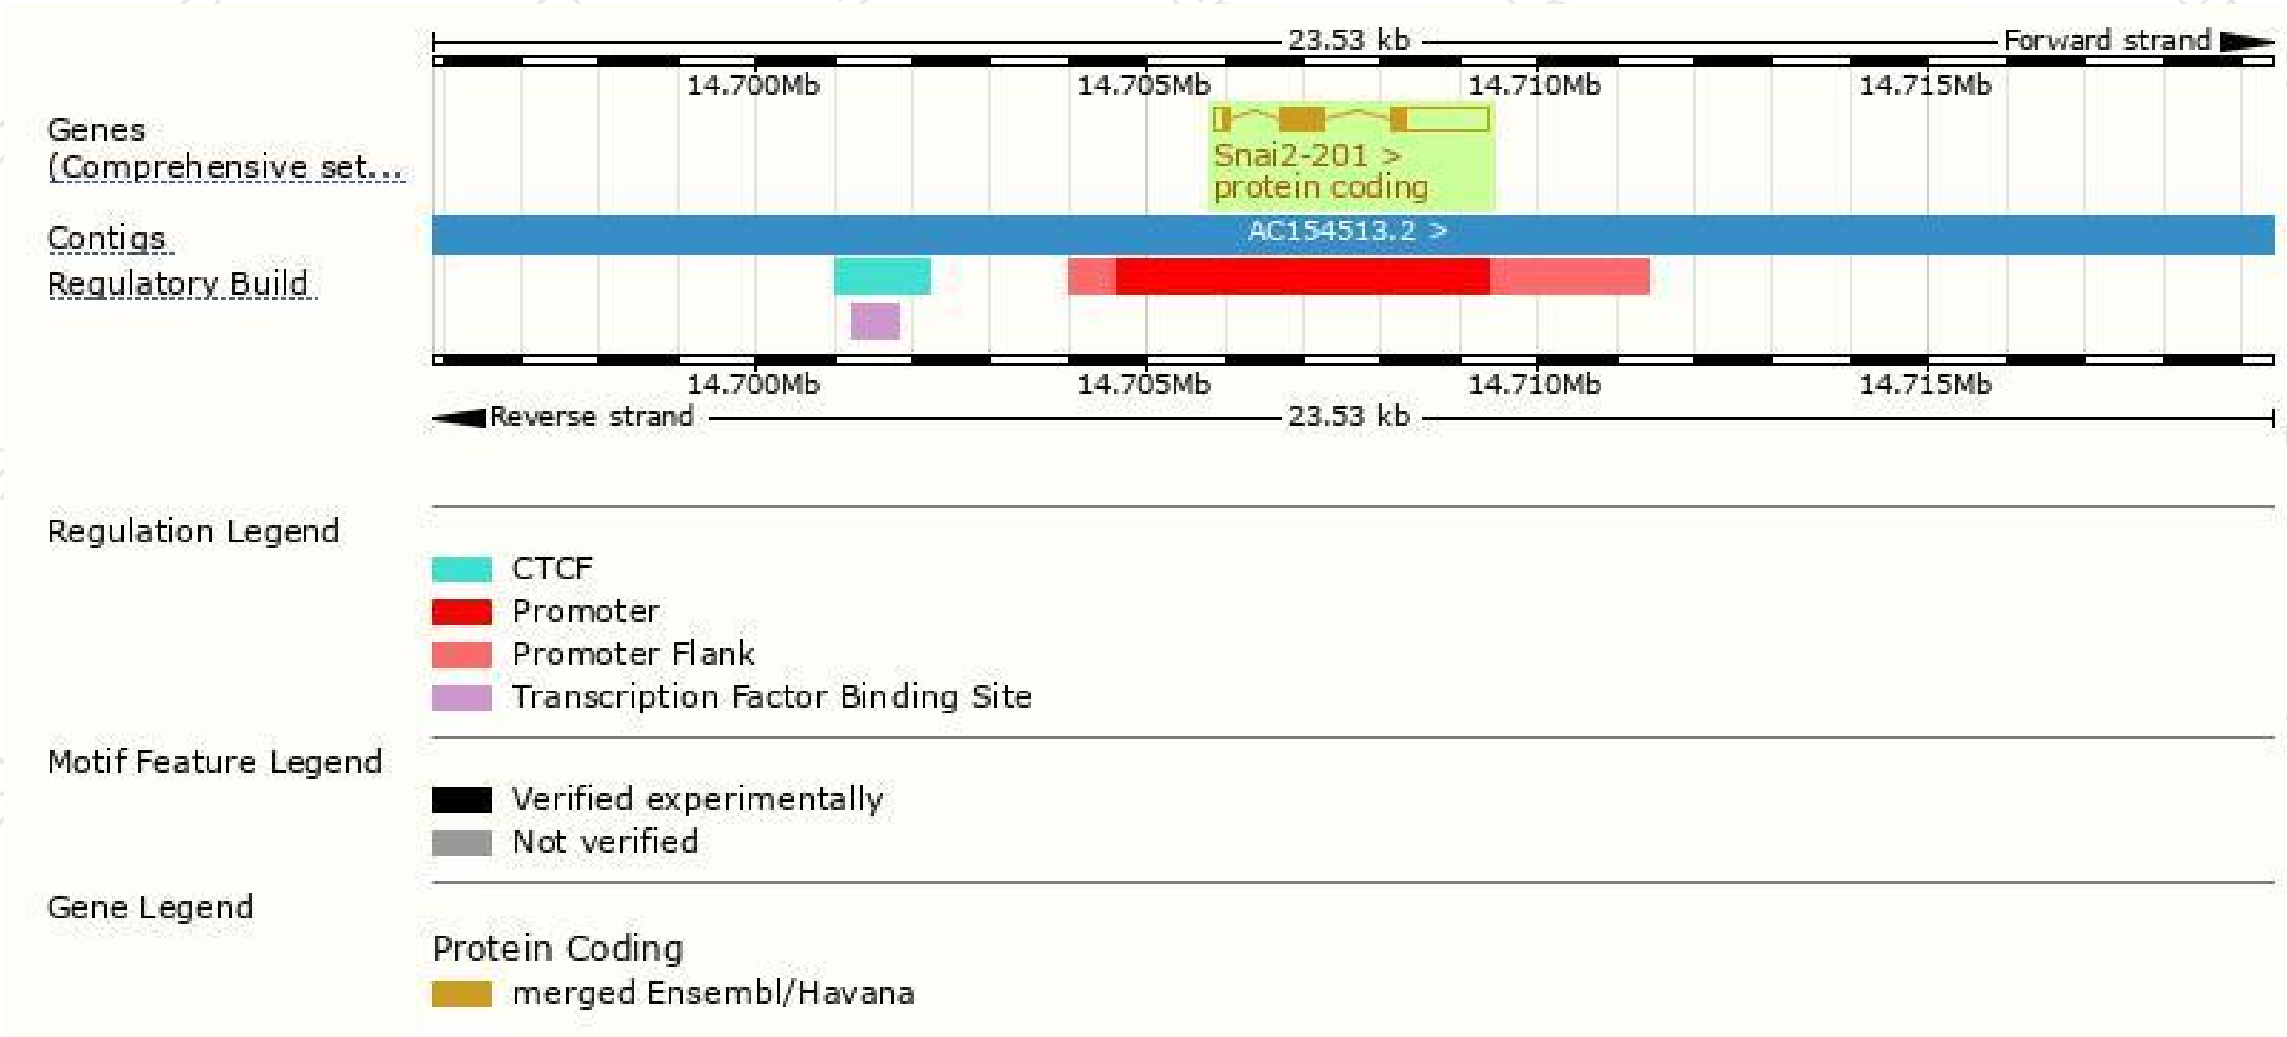 23.53 kb Forward strand
14.700Mb 14.705Mb 14.710Mb 14.715Mb
Genes
(Comprehensive set...
Snai2-201 >
protein coding
Contigs
AC154513.2 >
Regulatory Build
14.700Mb 14.705Mb 14.710Mb 14.715Mb
Reverse strand 23.53 kb
Regulation Legend
CTCF
Promoter
Promoter Flank
Transcription Factor Binding Site
Motif Feature Legend
Verified experimentally
Not verified
Gene Legend
Protein Coding
merged Ensembl/Havana